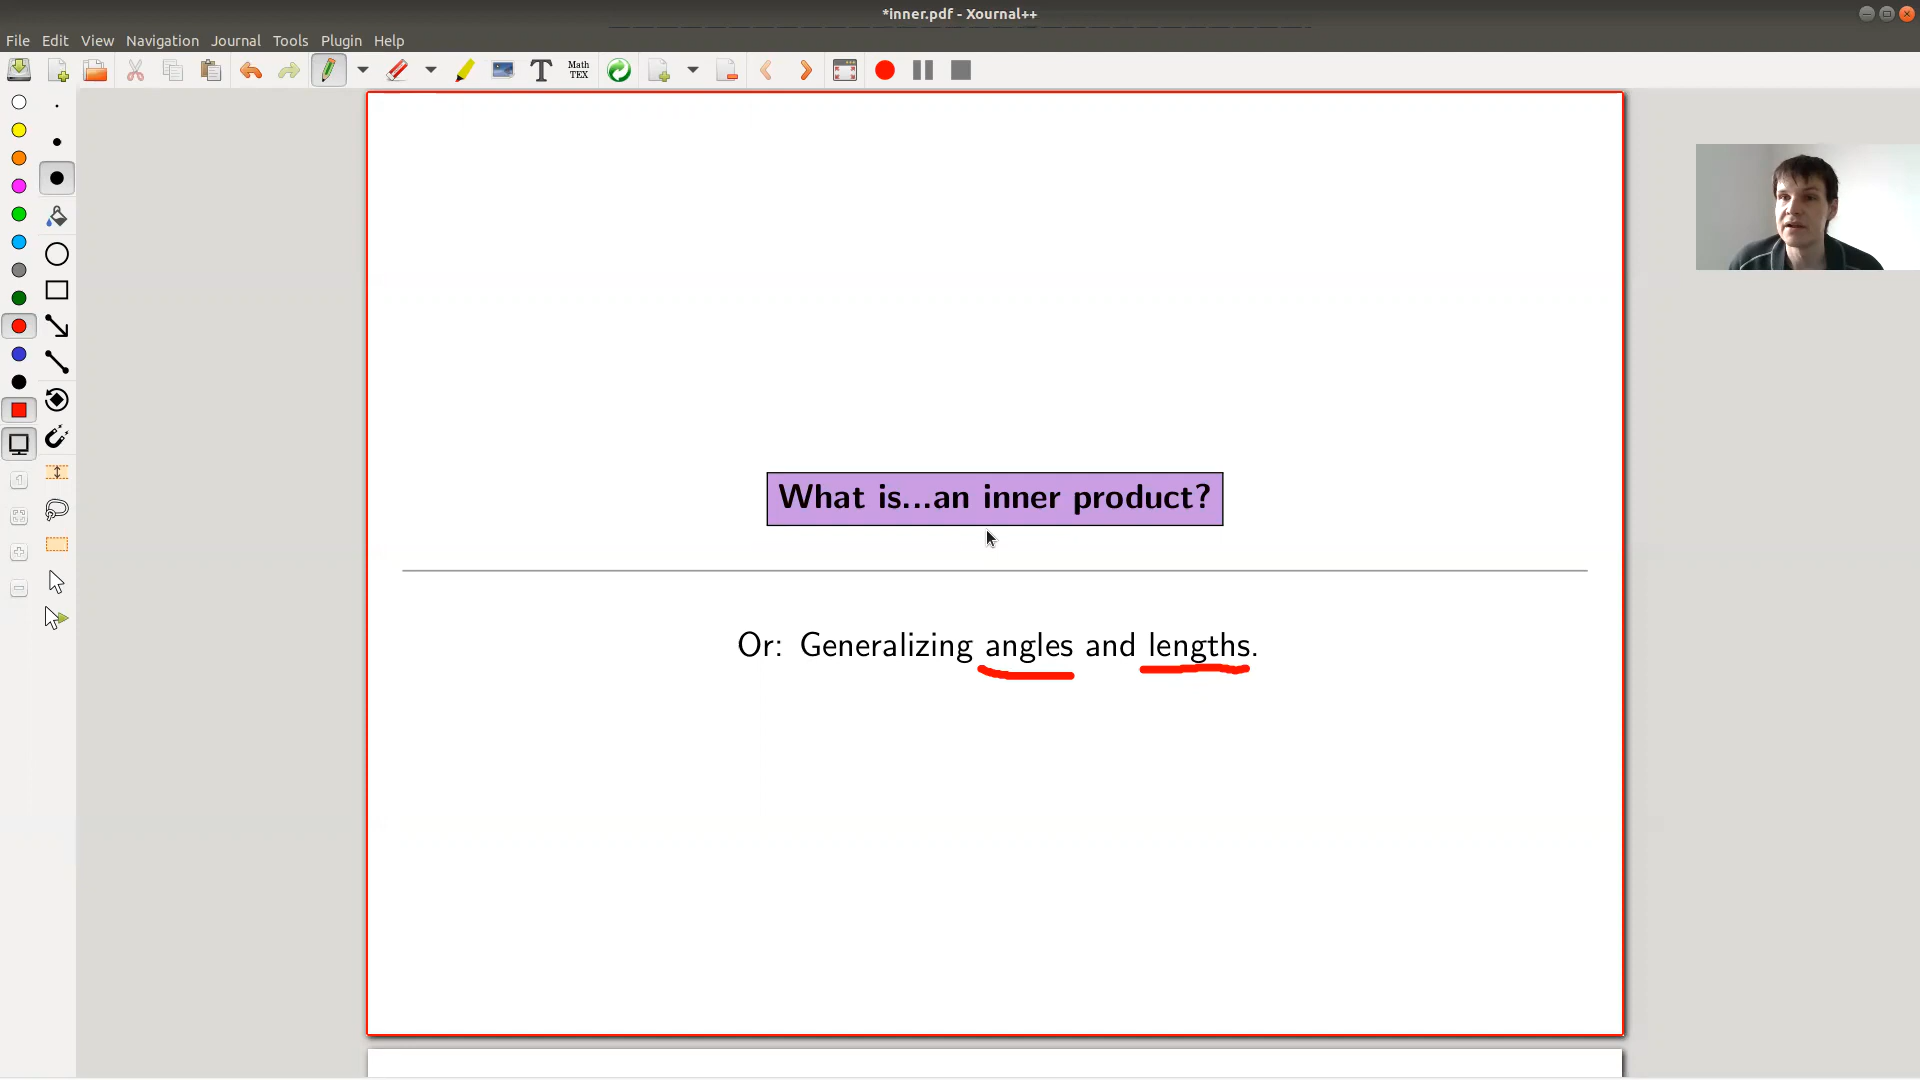 *inner.pdf - Xournal++
File Edit View Navigation Journal Tools Plugin Help
Math
TEX
What is...an inner product?
Or: Generalizing angles and lengths.